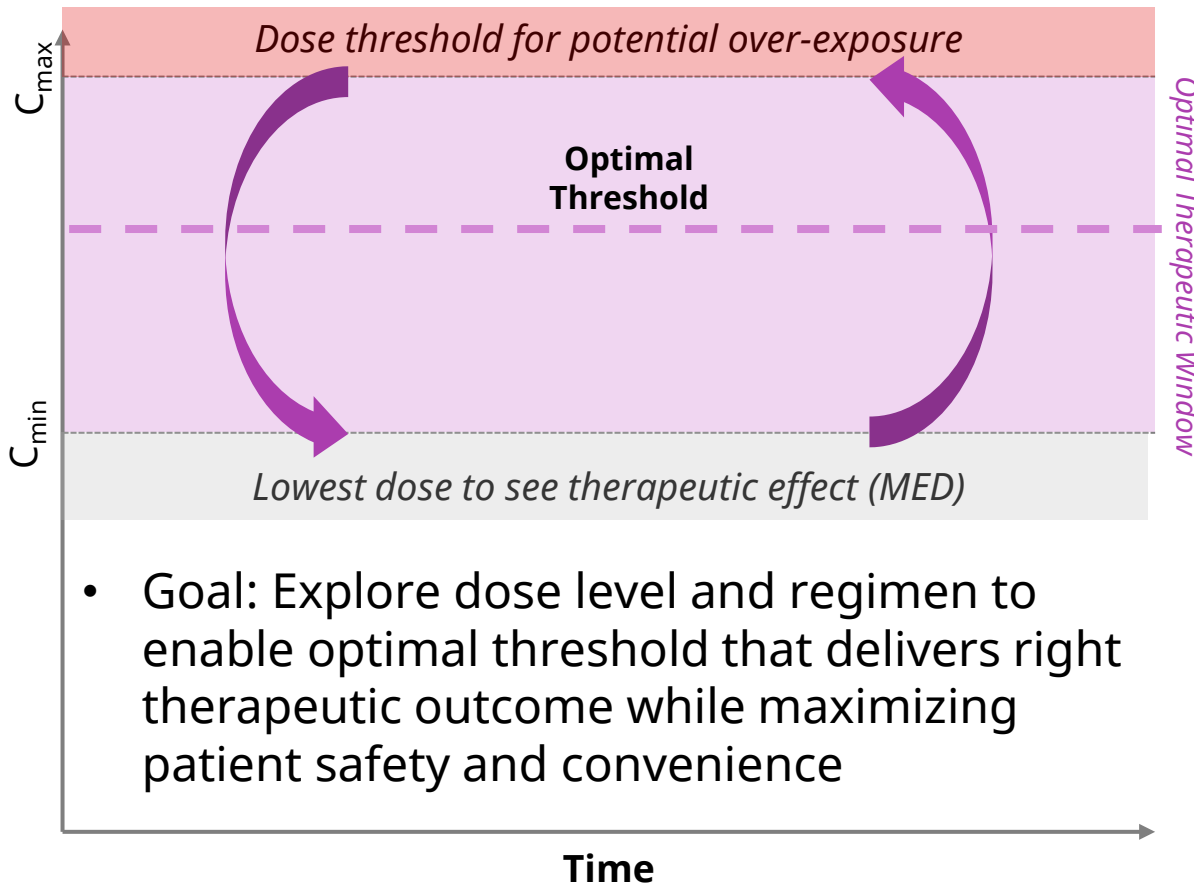 Dose threshold for potential over-exposure
Cmax
Optimal
Threshold
Optimal Therapeutic Window
Cmin
Lowest dose to see therapeutic effect (MED)
• Goal: Explore dose level and regimen to
enable optimal threshold that delivers right
therapeutic outcome while maximizing
patient safety and convenience
Time